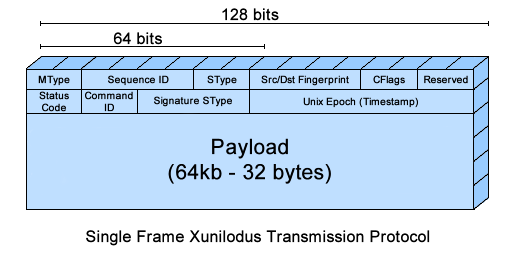 128 bits
64 bits
MType Sequence ID SType Src/Dst Fingerprint CFlags Reserved
Status Code Command ID Signature SType Unix Epoch (Timestamp)
Payload
(64kb - 32 bytes)
Single Frame Xunilodus Transmission Protocol